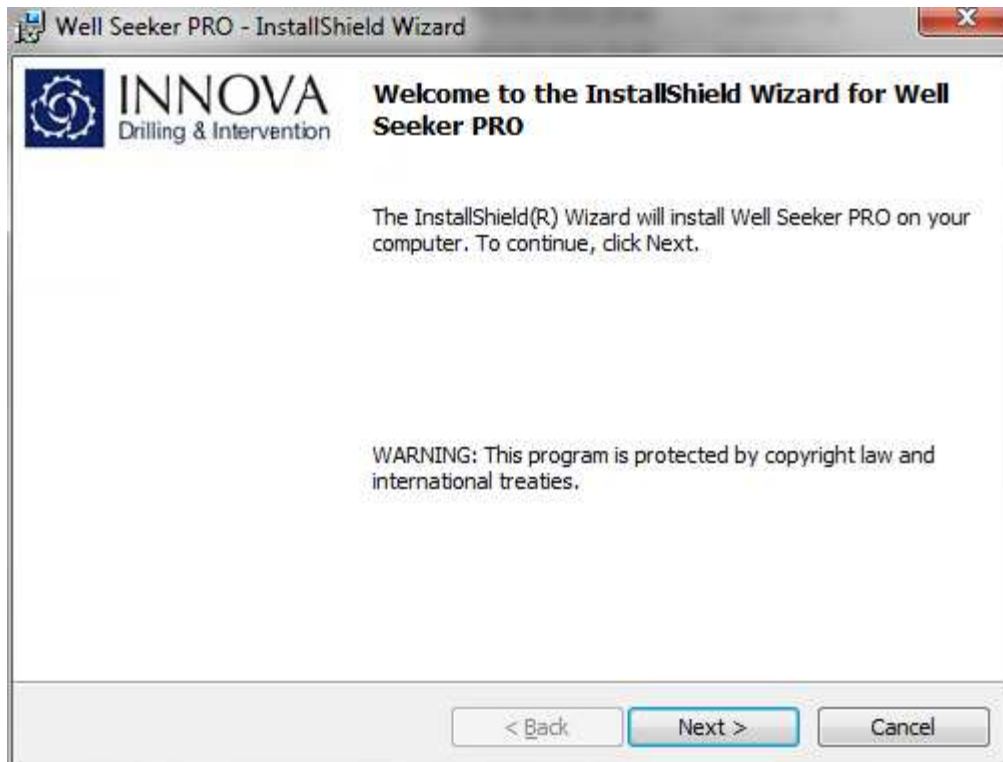 Well Seeker PRO - InstallShield Wizard
INNOVA
Drilling & Intervention
Welcome to the InstallShield Wizard for Well
Seeker PRO
The InstallShield(R) Wizard will install Well Seeker PRO on your
computer. To continue, click Next.
WARNING: This program is protected by copyright law and
international treaties.
< Back
Next >
Cancel